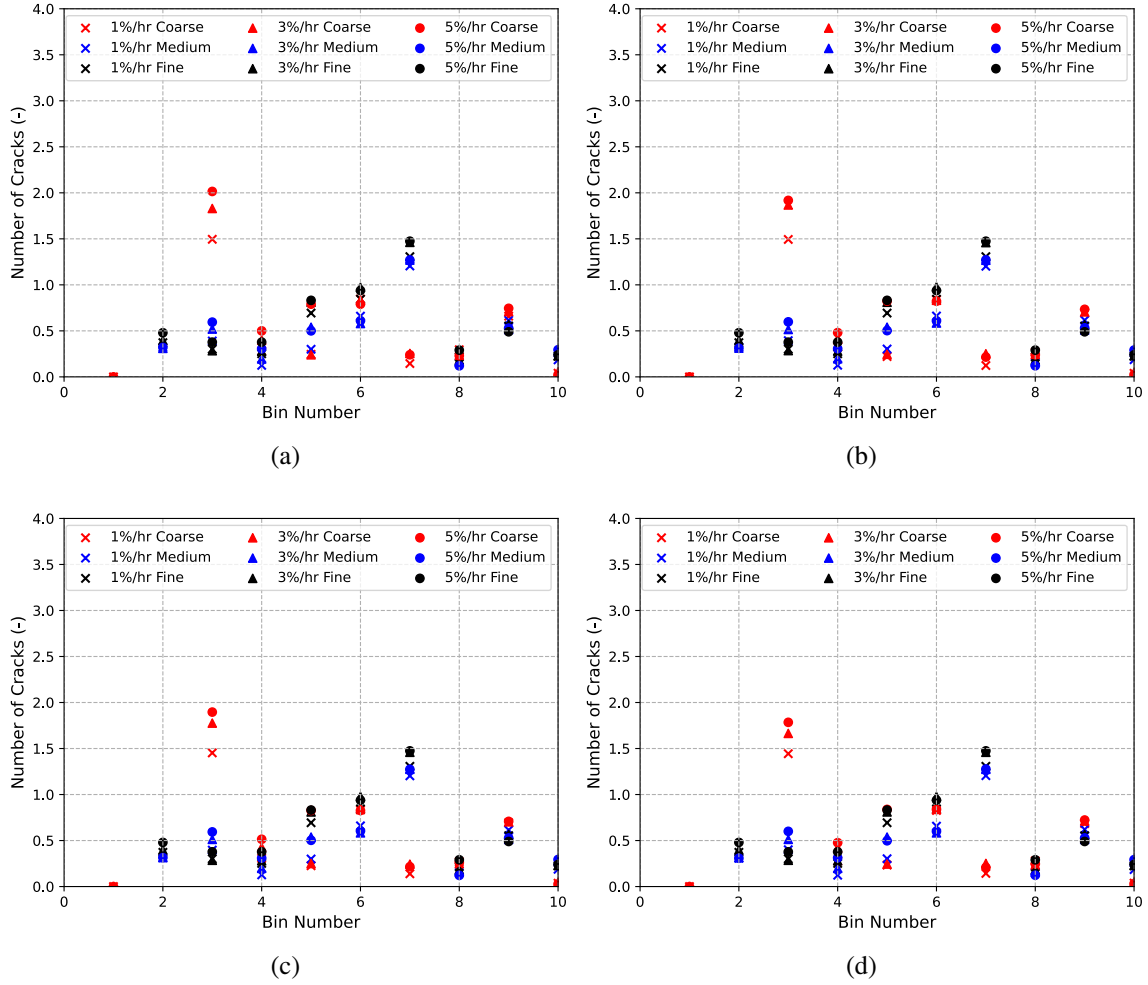 4.0
3.5
3.0
2.5
2.0
1.5
1.0
0.5
0.0
Number of Cracks (-)
1%/hr Coarse 3%/hr Coarse 5%/hr Coarse
1%/hr Medium 3%/hr Medium 5%/hr Medium
1%/hr Fine 3%/hr Fine 5%/hr Fine
0 2 4 6 8 10
Bin Number
(a)
4.0
3.5
3.0
2.5
2.0
1.5
1.0
0.5
0.0
Number of Cracks (-)
1%/hr Coarse 3%/hr Coarse 5%/hr Coarse
1%/hr Medium 3%/hr Medium 5%/hr Medium
1%/hr Fine 3%/hr Fine 5%/hr Fine
0 2 4 6 8 10
Bin Number
(b)
4.0
3.5
3.0
2.5
2.0
1.5
1.0
0.5
0.0
Number of Cracks (-)
1%/hr Coarse 3%/hr Coarse 5%/hr Coarse
1%/hr Medium 3%/hr Medium 5%/hr Medium
1%/hr Fine 3%/hr Fine 5%/hr Fine
0 2 4 6 8 10
Bin Number
(c)
4.0
3.5
3.0
2.5
2.0
1.5
1.0
0.5
0.0
Number of Cracks (-)
1%/hr Coarse 3%/hr Coarse 5%/hr Coarse
1%/hr Medium 3%/hr Medium 5%/hr Medium
1%/hr Fine 3%/hr Fine 5%/hr Fine
0 2 4 6 8 10
Bin Number
(d)